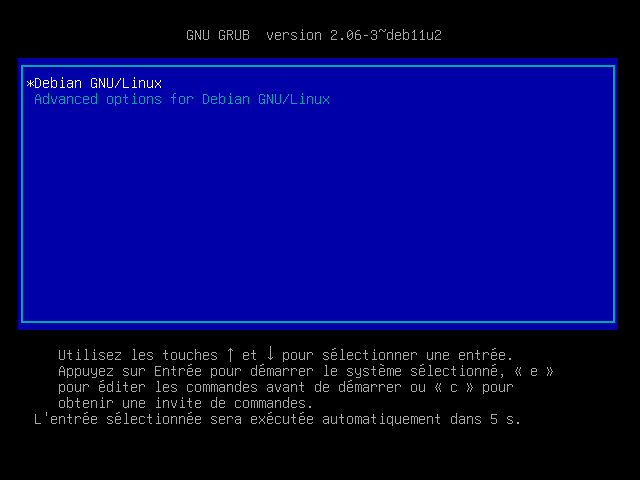 GNU GRUB  version 2.06-3~deb11u2
*Debian GNU/Linux
Advanced options for Debian GNU/Linux
Utilisez les touches ↑ et ↓ pour sélectionner une entrée.
Appuyez sur Entrée pour démarrer le système sélectionné, « e »
pour éditer les commandes avant de démarrer ou « c » pour
obtenir une invite de commandes.
L'entrée sélectionnée sera exécutée automatiquement dans 5 s.